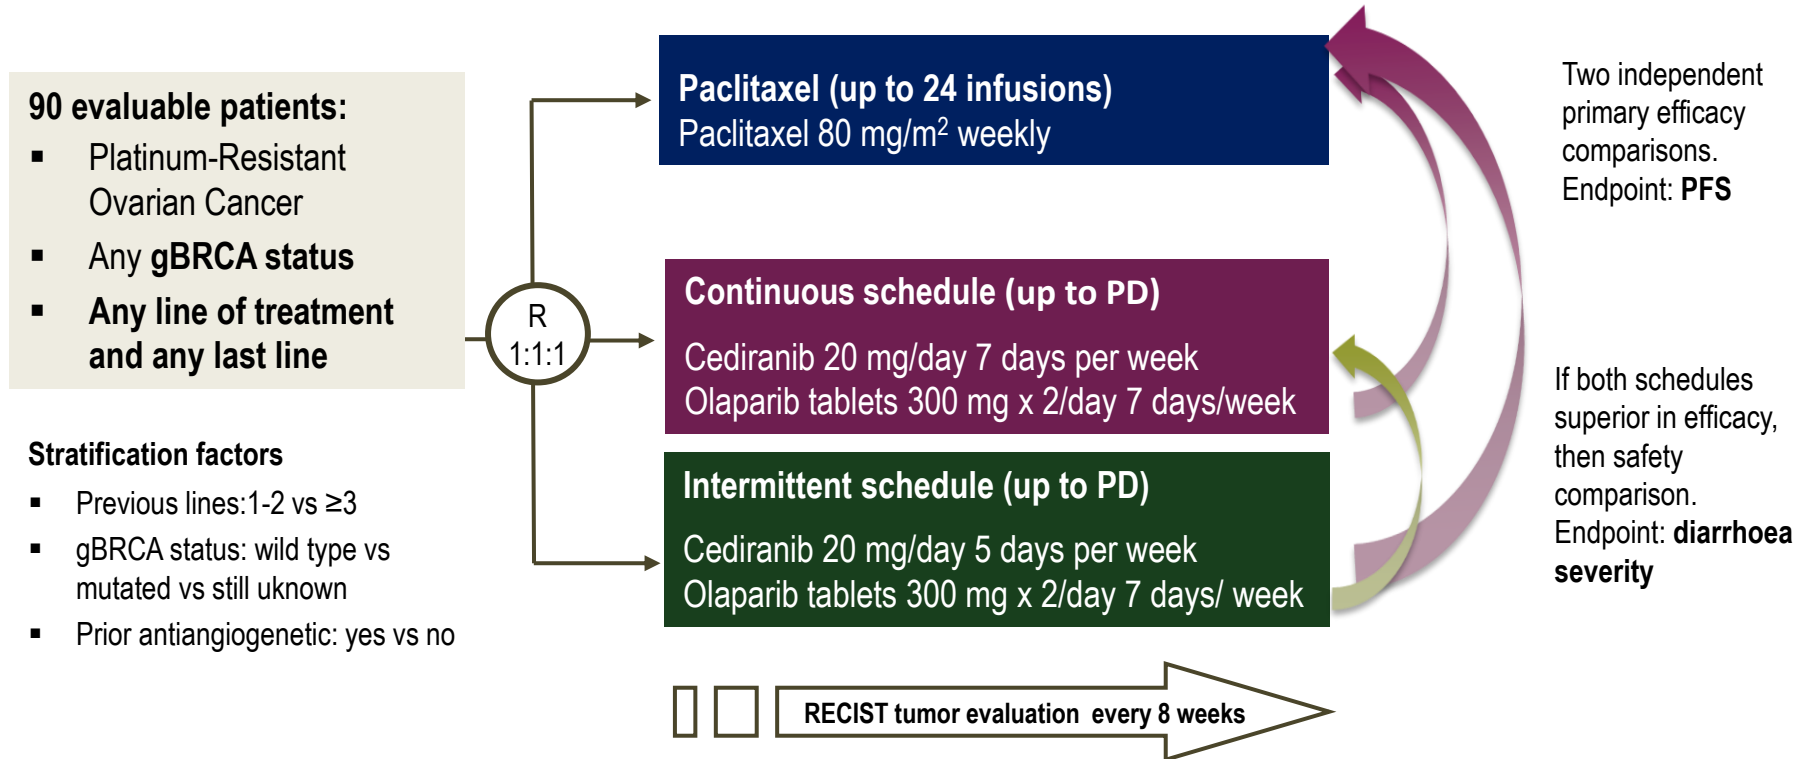 90 evaluable patients:
▪ Platinum-Resistant
Ovarian Cancer
▪ Any gBRCA status
▪ Any line of treatment
and any last line
Stratification factors
▪ Previous lines:1-2 vs ≥3
▪ gBRCA status: wild type vs
mutated vs still uknown
▪ Prior antiangiogenetic: yes vs no
R
1:1:1
Paclitaxel (up to 24 infusions)
Paclitaxel 80 mg/m² weekly
Continuous schedule (up to PD)
Cediranib 20 mg/day 7 days per week
Olaparib tablets 300 mg x 2/day 7 days/week
Intermittent schedule (up to PD)
Cediranib 20 mg/day 5 days per week
Olaparib tablets 300 mg x 2/day 7 days/ week
RECIST tumor evaluation every 8 weeks
Two independent
primary efficacy
comparisons.
Endpoint: PFS
If both schedules
superior in efficacy,
then safety
comparison.
Endpoint: diarrhoea
severity